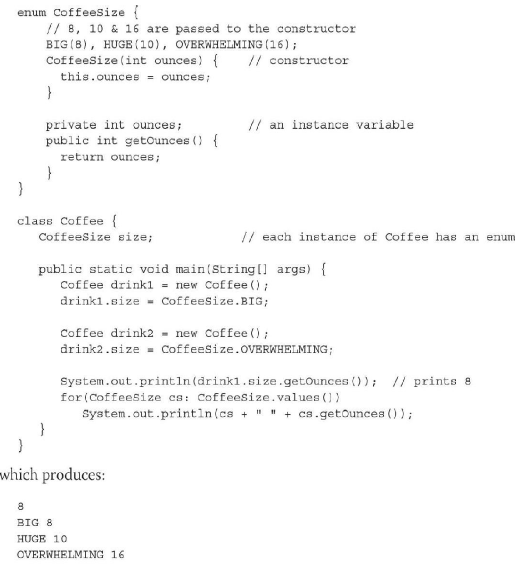 enum CoffeeSize {
// 8, 10 & 16 are passed to the constructor
BIG(8), HUGE(10), OVERWHELMING(16);
CoffeeSize(int ounces) {    // constructor
this.ounces = ounces;
}
private int ounces;         // an instance variable
public int getOunces() {
return ounces;
}
}
class Coffee {
CoffeeSize size;            // each instance of Coffee has an enum
public static void main(String[] args) {
Coffee drink1 = new Coffee();
drink1.size = CoffeeSize.BIG;
Coffee drink2 = new Coffee();
drink2.size = CoffeeSize.OVERWHELMING;
System.out.println(drink1.size.getOunces());  // prints 8
for(CoffeeSize cs: CoffeeSize.values())
System.out.println(cs + " " + cs.getOunces());
}
}
which produces:
8
BIG 8
HUGE 10
OVERWHELMING 16